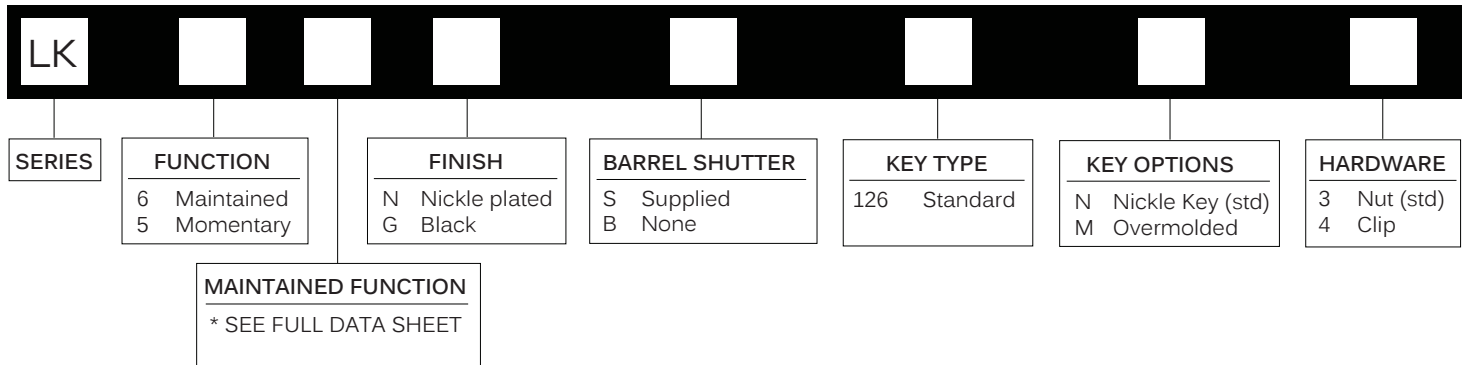 LK
SERIES
FUNCTION
6 Maintained
5 Momentary
MAINTAINED FUNCTION
* SEE FULL DATA SHEET
FINISH
N Nickle plated
G Black
BARREL SHUTTER
S Supplied
B None
KEY TYPE
126 Standard
KEY OPTIONS
N Nickle Key (std)
M Overmolded
HARDWARE
3 Nut (std)
4 Clip